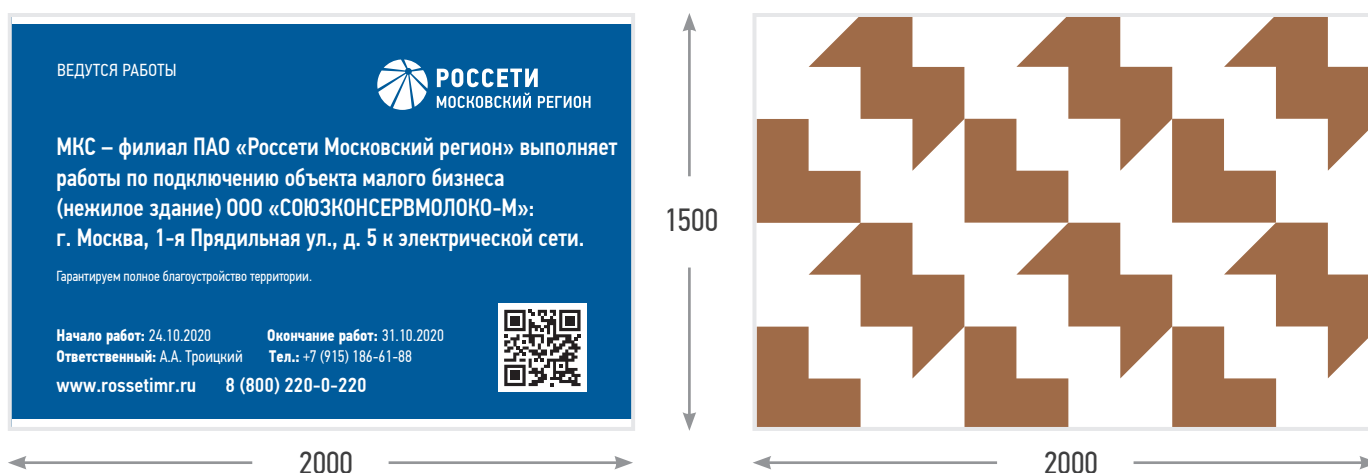 ВЕДУТСЯ РАБОТЫ
РОССЕТИ
МОСКОВСКИЙ РЕГИОН
МКС – филиал ПАО «Россети Московский регион» выполняет
работы по подключению объекта малого бизнеса
(нежилое здание) ООО «СОЮЗКОНСЕРВМОЛОКО-М»:
г. Москва, 1-я Прядильная ул., д. 5 к электрической сети.
Гарантируем полное благоустройство территории.
Начало работ: 24.10.2020 Окончание работ: 31.10.2020
Ответственный: А.А. Троицкий Тел.: +7 (915) 186-61-88
www.rossetimr.ru 8 (800) 220-0-220
1500
2000
2000